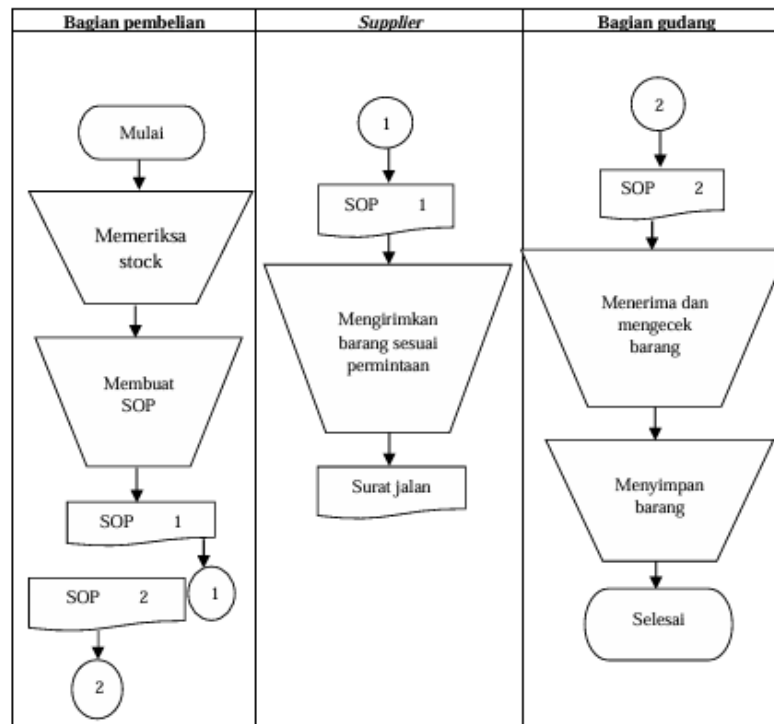 Bagian pembelian
Mulai
Memeriksa
stock
Membuat
SOP
SOP 1
1
SOP 2
2
Supplier
1
SOP 1
Mengirimkan
barang sesuai
permintaan
Surat jalan
Bagian gudang
2
SOP 2
Menerima dan
mengecek
barang
Menyimpan
barang
Selesai